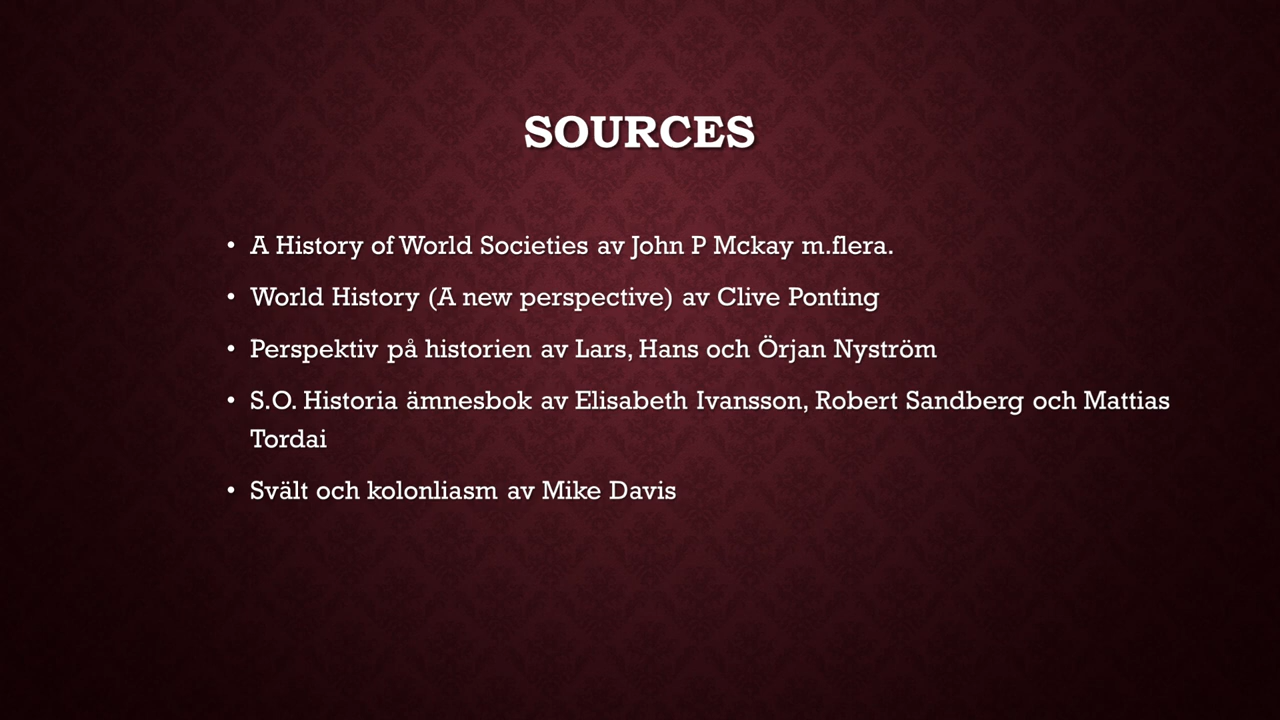 SOURCES
• A History of World Societies av John P Mckay m.flera.
• World History (A new perspective) av Clive Ponting
• Perspektiv på historien av Lars, Hans och Örjan Nyström
• S.O. Historia ämnesbok av Elisabeth Ivansson, Robert Sandberg och Mattias
Tordai
• Svält och kolonliasm av Mike Davis